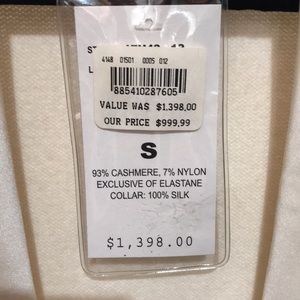 4148 01501 0005 012
885410287605
VALUE WAS $1,398.00
OUR PRICE $999.99
S
93% CASHMERE, 7% NYLON
EXCLUSIVE OF ELASTANE
COLLAR: 100% SILK
$1,398.00